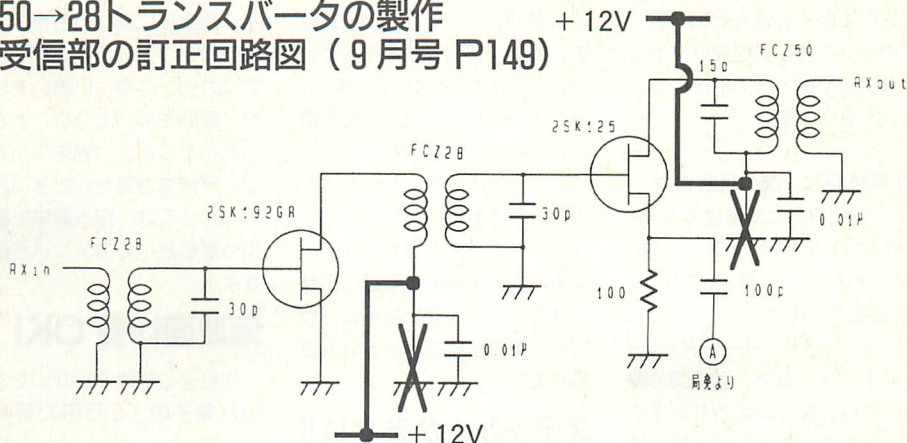 50→28トランスバータの製作
受信部の訂正回路図（9月号 P149）
+12V
FCZ50
15p
RXout
2SK125
FCZ28
2SK192GR
30p
0.01μ
FCZ28
RXin
30p
100
100p
0.01μ
A
局発より
+12V